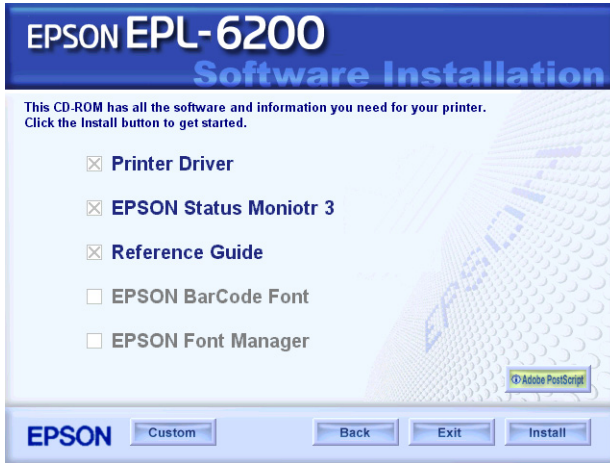 EPSON EPL-6200
Software Installation
This CD-ROM has all the software and information you need for your printer.
Click the Install button to get started.
Printer Driver
EPSON Status Moniotr 3
Reference Guide
EPSON BarCode Font
EPSON Font Manager
EPSON
Adobe PostScript
EPSON
Custom
Back
Exit
Install